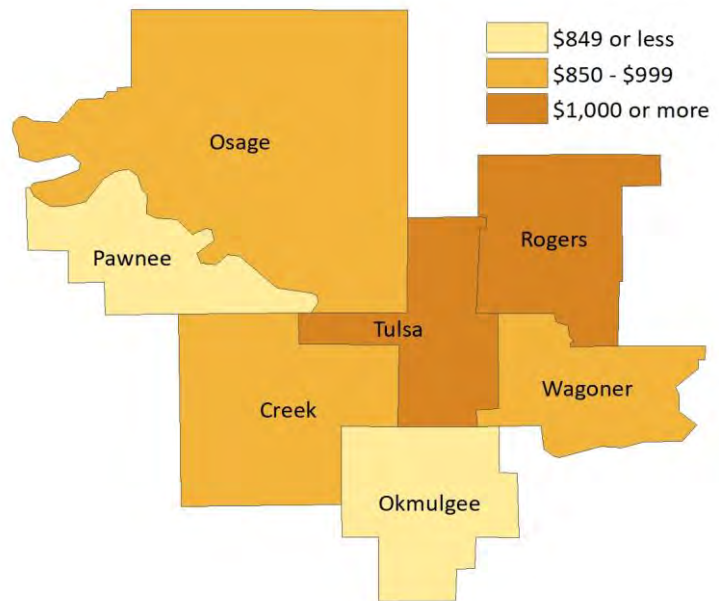 $849 or less
$850 - $999
$1,000 or more
Osage
Rogers
Pawnee
Tulsa
Wagoner
Creek
Okmulgee